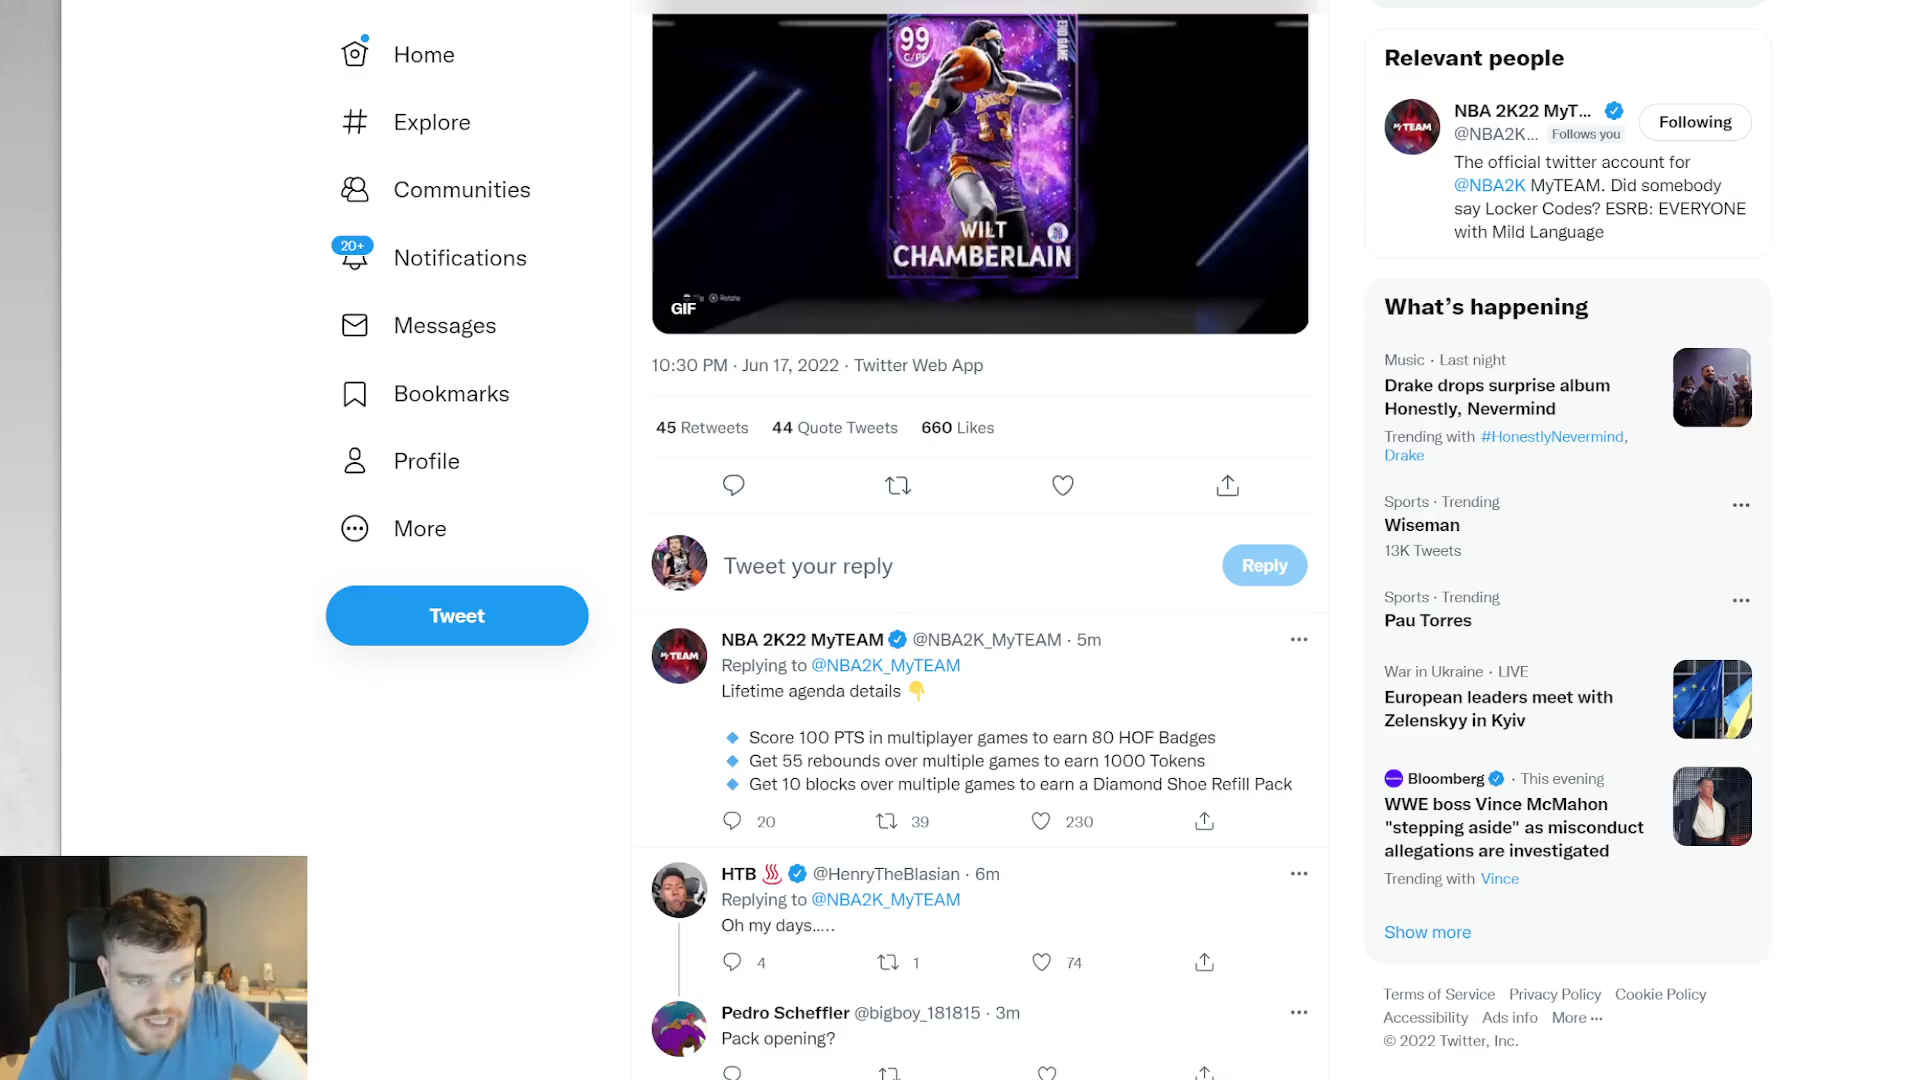 Home
Explore
Communities
20+
Notifications
Messages
Bookmarks
Profile
More
Tweet
99
C/PF
END GAME
13
WILT
CHAMBERLAIN
Rotate
GIF
10:30 PM · Jun 17, 2022 · Twitter Web App
45 Retweets 44 Quote Tweets 660 Likes
Tweet your reply
Reply
MyTEAM
NBA 2K22 MyTEAM @NBA2K_MyTEAM · 5m
Replying to @NBA2K_MyTEAM
Lifetime agenda details 👇
🔹 Score 100 PTS in multiplayer games to earn 80 HOF Badges
🔹 Get 55 rebounds over multiple games to earn 1000 Tokens
🔹 Get 10 blocks over multiple games to earn a Diamond Shoe Refill Pack
20 39 230
HTB ♨ @HenryTheBlasian · 6m
Replying to @NBA2K_MyTEAM
Oh my days.....
4 1 74
Pedro Scheffler @bigboy_181815 · 3m
Pack opening?
Relevant people
MyTEAM
NBA 2K22 MyT...
@NBA2K... Follows you
Following
The official twitter account for
@NBA2K MyTEAM. Did somebody
say Locker Codes? ESRB: EVERYONE
with Mild Language
What's happening
Music · Last night
Drake drops surprise album
Honestly, Nevermind
Trending with #HonestlyNevermind,
Drake
Sports · Trending
Wiseman
13K Tweets
Sports · Trending
Pau Torres
War in Ukraine · LIVE
European leaders meet with
Zelenskyy in Kyiv
Bloomberg · This evening
WWE boss Vince McMahon
"stepping aside" as misconduct
allegations are investigated
Trending with Vince
Show more
Terms of Service Privacy Policy Cookie Policy
Accessibility Ads info More ···
© 2022 Twitter, Inc.